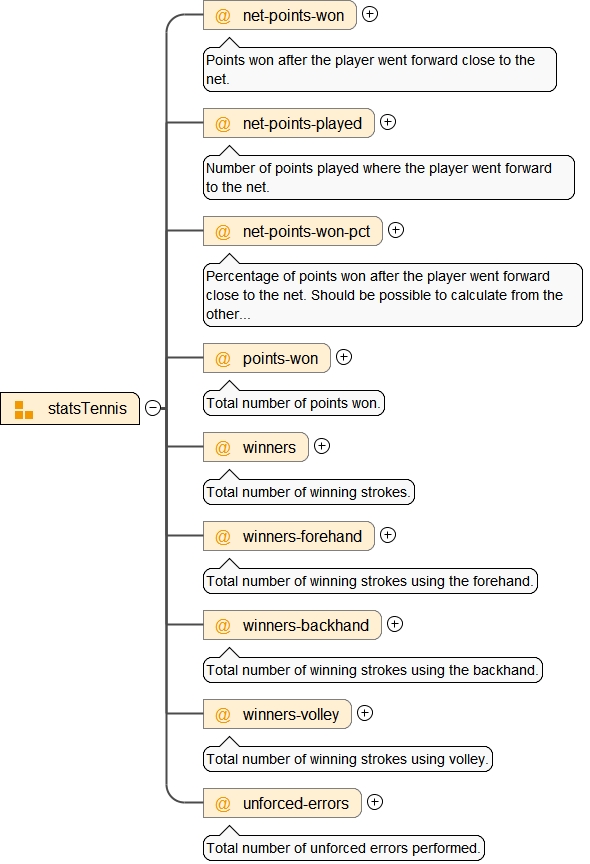 @ net-points-won
Points won after the player went forward close to the
net.
@ net-points-played
Number of points played where the player went forward
to the net.
@ net-points-won-pct
Percentage of points won after the player went forward
close to the net. Should be possible to calculate from the
other...
@ points-won
Total number of points won.
statsTennis
@ winners
Total number of winning strokes.
@ winners-forehand
Total number of winning strokes using the forehand.
@ winners-backhand
Total number of winning strokes using the backhand.
@ winners-volley
Total number of winning strokes using volley.
@ unforced-errors
Total number of unforced errors performed.